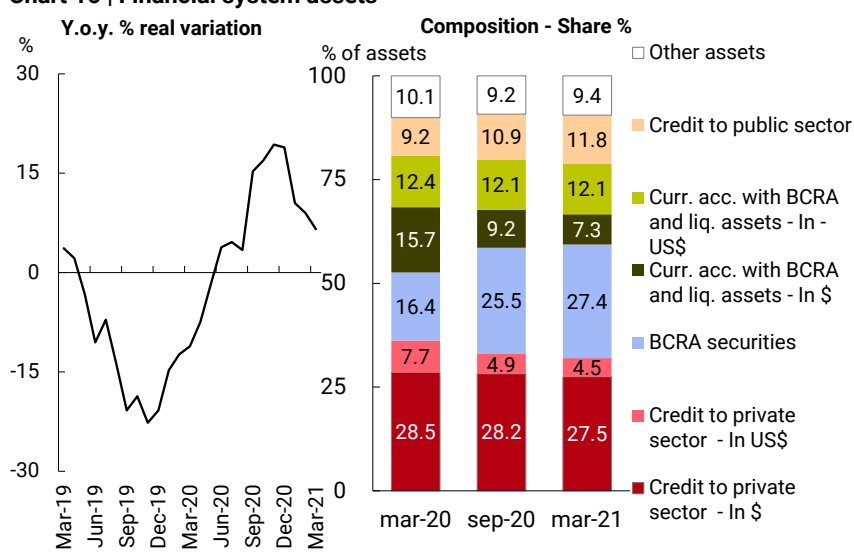 Y.o.y. % real variation
%
30
15
0
-15
-30
Mar-19
Jun-19
Sep-19
Dec-19
Mar-20
Jun-20
Sep-20
Dec-20
Mar-21
Composition - Share %
% of assets
100
75
50
25
0
10.1
9.2
12.4
15.7
16.4
7.7
28.5
9.2
10.9
12.1
9.2
25.5
4.9
28.2
9.4
11.8
12.1
7.3
27.4
4.5
27.5
mar-20
sep-20
mar-21
Other assets
Credit to public sector
Curr. acc. with BCRA
and liq. assets - In -
US$
Curr. acc. with BCRA
and liq. assets - In $
BCRA securities
Credit to private
sector - In US$
Credit to private
sector - In $